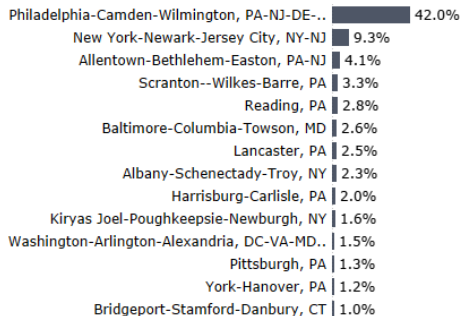 Philadelphia-Camden-Wilmington, PA-NJ-DE-.. 42.0%
New York-Newark-Jersey City, NY-NJ 9.3%
Allentown-Bethlehem-Easton, PA-NJ 4.1%
Scranton--Wilkes-Barre, PA 3.3%
Reading, PA 2.8%
Baltimore-Columbia-Towson, MD 2.6%
Lancaster, PA 2.5%
Albany-Schenectady-Troy, NY 2.3%
Harrisburg-Carlisle, PA 2.0%
Kiryas Joel-Poughkeepsie-Newburgh, NY 1.6%
Washington-Arlington-Alexandria, DC-VA-MD.. 1.5%
Pittsburgh, PA 1.3%
York-Hanover, PA 1.2%
Bridgeport-Stamford-Danbury, CT 1.0%